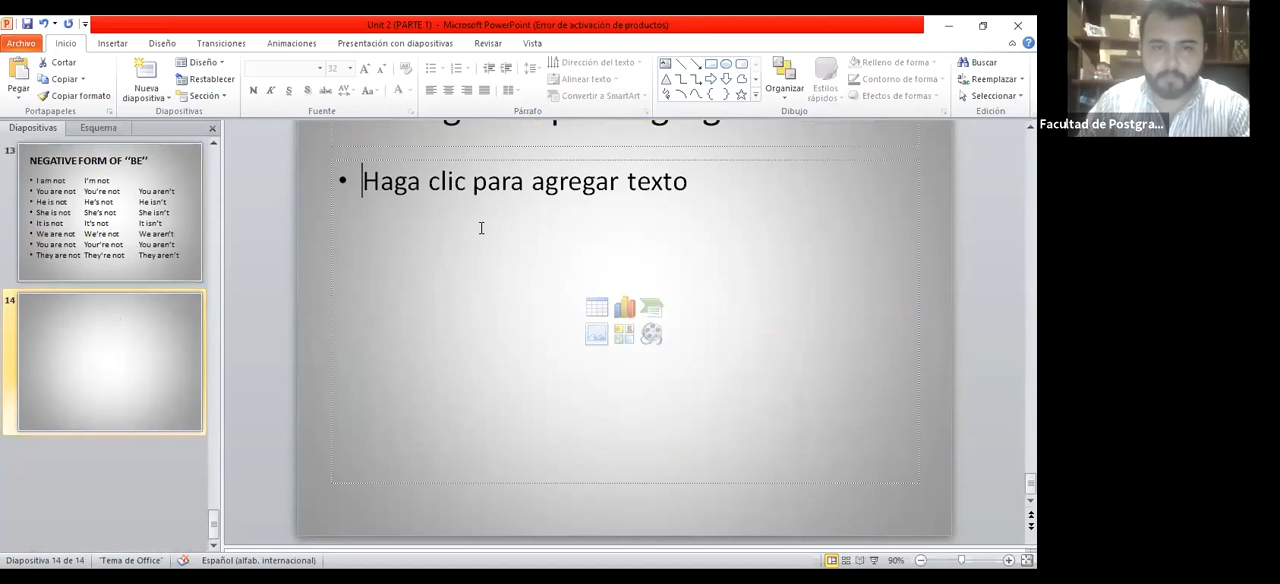 Unit 2 (PARTE 1) - Microsoft PowerPoint (Error de activación de productos)
Archivo Inicio Insertar Diseño Transiciones Animaciones Presentación con diapositivas Revisar Vista
Cortar
Copiar
Copiar formato
Pegar
Portapapeles
Nueva diapositiva
Diseño
Restablecer
Sección
Diapositivas
32
N K S S abc AV Aa A
Fuente
Dirección del texto
Alinear texto
Convertir a SmartArt
Párrafo
Organizar
Estilos rápidos
Relleno de forma
Contorno de forma
Efectos de formas
Dibujo
Buscar
Reemplazar
Seleccionar
Edición
Diapositivas Esquema
13
NEGATIVE FORM OF “BE”
• I am not I'm not
• You are not You're not You aren't
• He is not He's not He isn't
• She is not She's not She isn't
• It is not It's not It isn't
• We are not We're not We aren't
• You are not Your're not You aren't
• They are not They're not They aren't
14
• Haga clic para agregar texto
Diapositiva 14 de 14 "Tema de Office" Español (alfab. internacional) 90%
Facultad de Postgra...